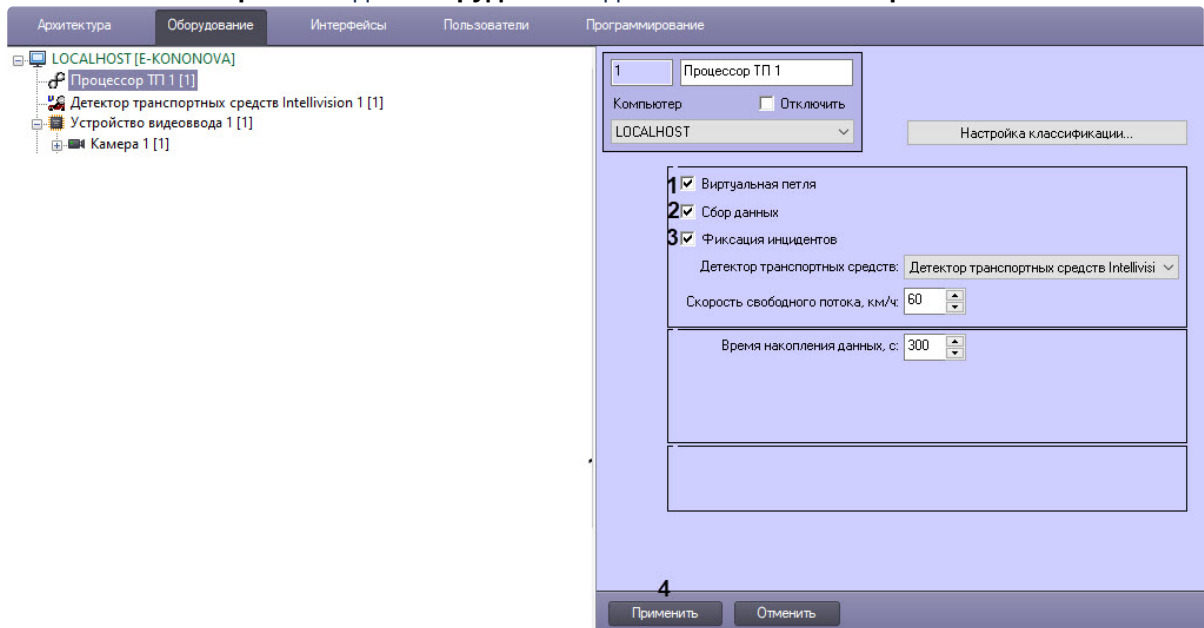 Архитектура Оборудование Интерфейсы Пользователи Программирование
LOCALHOST [E-KONONOVA]
Процессор ТП 1 [1]
Детектор транспортных средств Intellivision 1 [1]
Устройство видеоввода 1 [1]
Камера 1 [1]
1 Процессор ТП 1
Компьютер Отключить
LOCALHOST Настройка классификации...
1 Виртуальная петля
2 Сбор данных
3 Фиксация инцидентов
Детектор транспортных средств: Детектор транспортных средств Intellivisi
Скорость свободного потока, км/ч: 60
Время накопления данных, с: 300
4
Применить Отменить